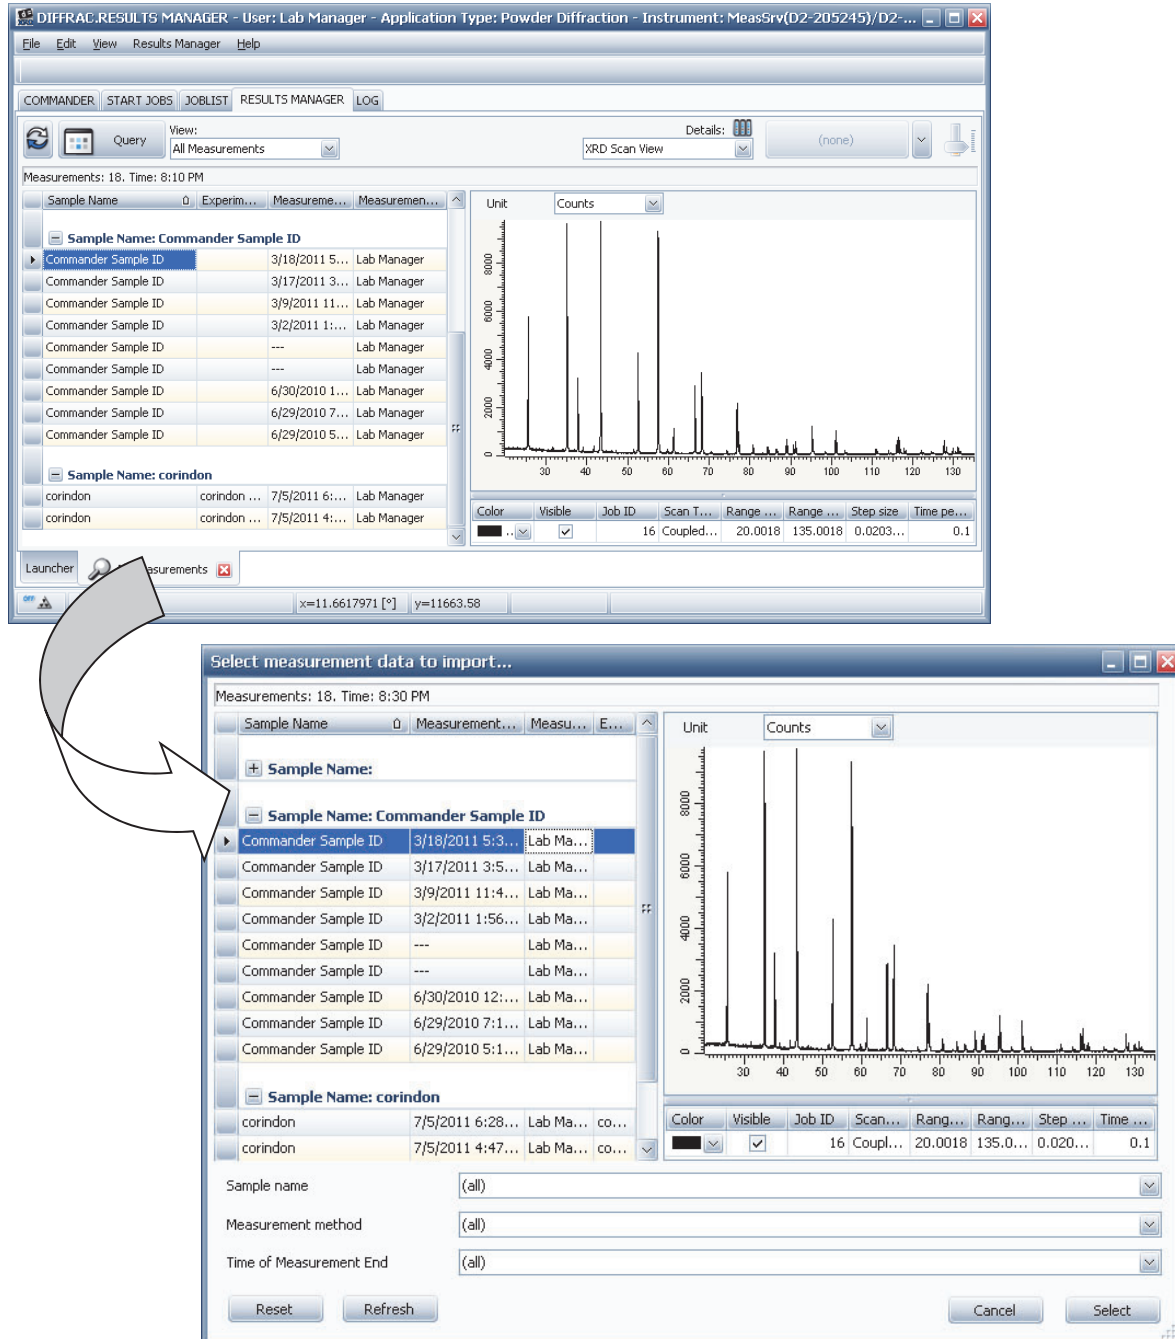 DIFFRAC.RESULTS MANAGER - User: Lab Manager - Application Type: Powder Diffraction - Instrument: MeasSrv(D2-205245)/D2-...
File Edit View Results Manager Help
COMMANDER START JOBS JOBLIST RESULTS MANAGER LOG
Query View: All Measurements Details: XRD Scan View (none)
Measurements: 18. Time: 8:10 PM
Sample Name Experim... Measureme... Measuremen...
Sample Name: Commander Sample ID
Commander Sample ID 3/18/2011 5... Lab Manager
Commander Sample ID 3/17/2011 3... Lab Manager
Commander Sample ID 3/9/2011 11... Lab Manager
Commander Sample ID 3/2/2011 1:... Lab Manager
Commander Sample ID --- Lab Manager
Commander Sample ID --- Lab Manager
Commander Sample ID 6/30/2010 1... Lab Manager
Commander Sample ID 6/29/2010 7... Lab Manager
Commander Sample ID 6/29/2010 5... Lab Manager
Sample Name: corindon
corindon corindon ... 7/5/2011 6:... Lab Manager
corindon corindon ... 7/5/2011 4:... Lab Manager
Unit Counts
8000
6000
4000
2000
0
30 40 50 60 70 80 90 100 110 120 130
Color Visible Job ID Scan T... Range ... Range ... Step size Time pe...
.. 16 Coupled... 20.0018 135.0018 0.0203... 0.1
Launcher asurements
OFF x=11.6617971 [°] y=11663.58
Select measurement data to import...
Measurements: 18. Time: 8:30 PM
Sample Name Measurement... Measu... E...
Sample Name:
Sample Name: Commander Sample ID
Commander Sample ID 3/18/2011 5:3... Lab Ma...
Commander Sample ID 3/17/2011 3:5... Lab Ma...
Commander Sample ID 3/9/2011 11:4... Lab Ma...
Commander Sample ID 3/2/2011 1:56... Lab Ma...
Commander Sample ID --- Lab Ma...
Commander Sample ID --- Lab Ma...
Commander Sample ID 6/30/2010 12:... Lab Ma...
Commander Sample ID 6/29/2010 7:1... Lab Ma...
Commander Sample ID 6/29/2010 5:1... Lab Ma...
Sample Name: corindon
corindon 7/5/2011 6:28... Lab Ma... co...
corindon 7/5/2011 4:47... Lab Ma... co...
Unit Counts
8000
6000
4000
2000
0
30 40 50 60 70 80 90 100 110 120 130
Color Visible Job ID Scan... Rang... Rang... Step ... Time ...
16 Coupl... 20.0018 135.0... 0.020... 0.1
Sample name (all)
Measurement method (all)
Time of Measurement End (all)
Reset Refresh Cancel Select